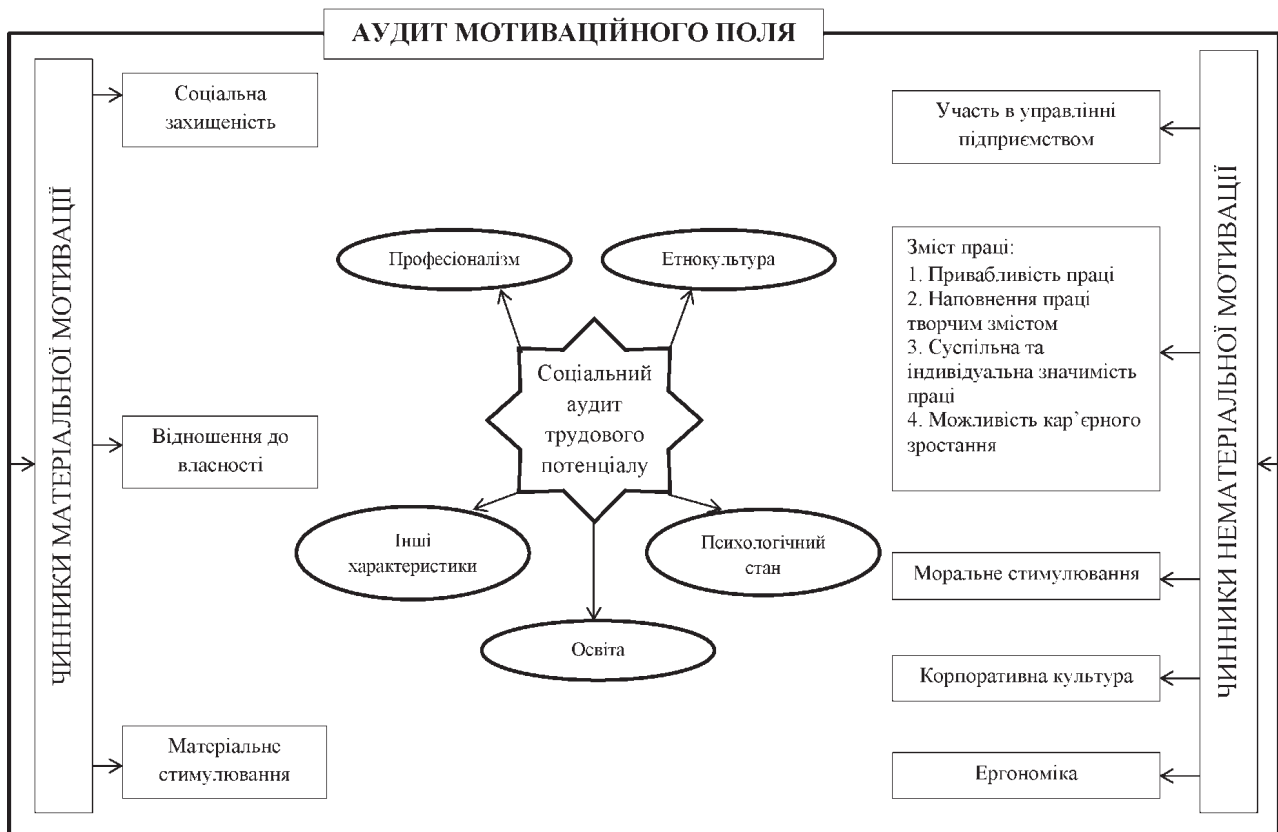 АУДИТ МОТИВАЦІЙНОГО ПОЛЯ
ЧИННИКИ МАТЕРІАЛЬНОЇ МОТИВАЦІЇ
Соціальна
захищеність
Відношення до
власності
Матеріальне
стимулювання
Професіоналізм
Етнокультура
Соціальний
аудит
трудового
потенціалу
Інші
характеристики
Психологічний
стан
Освіта
Участь в управлінні
підприємством
Зміст праці:
1. Привабливість праці
2. Наповнення праці
творчим змістом
3. Суспільна та
індивідуальна значимість
праці
4. Можливість кар’єрного
зростання
Моральне стимулювання
Корпоративна культура
Ергономіка
ЧИННИКИ НЕМАТЕРІАЛЬНОЇ МОТИВАЦІЇ